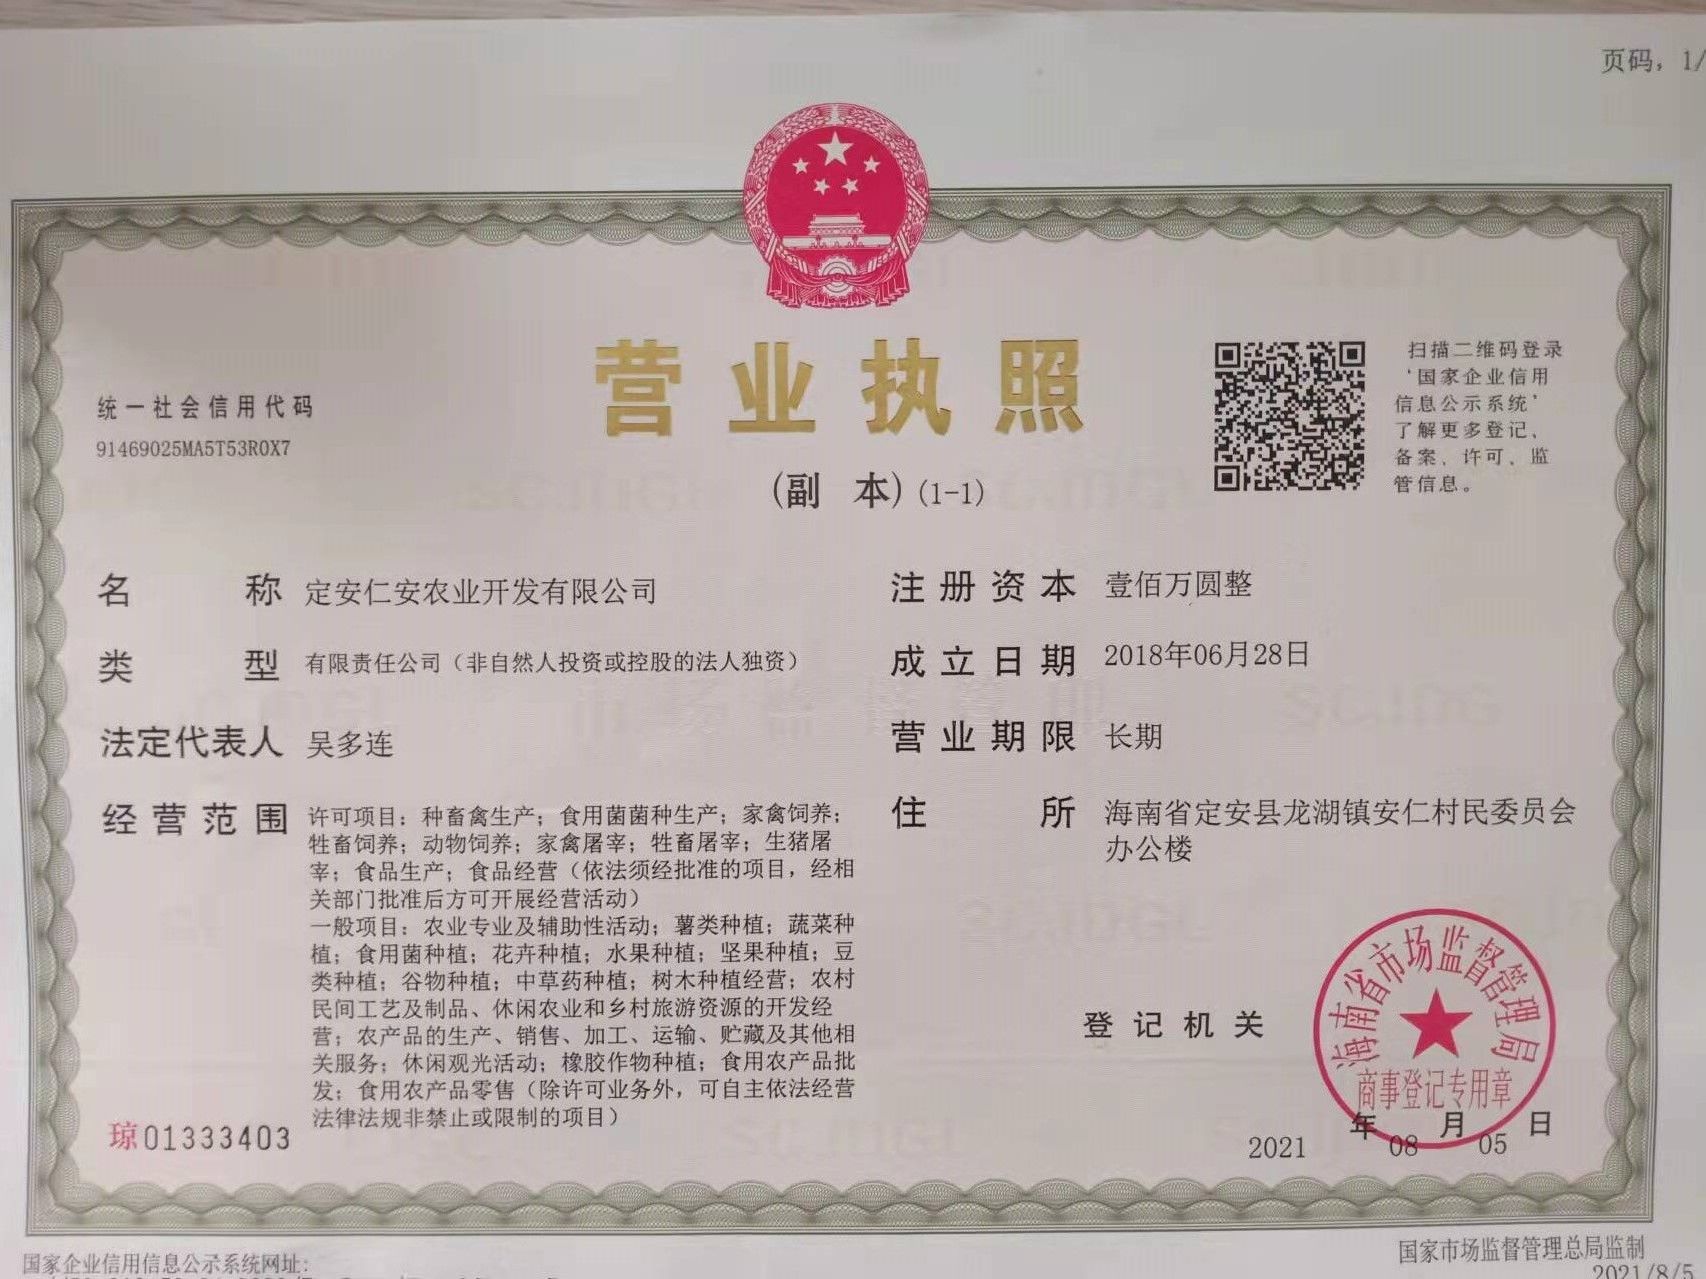 页码，1/
营业执照
(副 本)(1-1)
统一社会信用代码
91469025MA5T53R0X7
扫描二维码登录
‘国家企业信用
信息公示系统’
了解更多登记、
备案、许可、监
管信息。
名 称 定安仁安农业开发有限公司
类 型 有限责任公司（非自然人投资或控股的法人独资）
法定代表人 吴多连
经营范围 许可项目：种畜禽生产；食用菌菌种生产；家禽饲养；
牲畜饲养；动物饲养；家禽屠宰；牲畜屠宰；生猪屠
宰；食品生产；食品经营（依法须经批准的项目，经相
关部门批准后方可开展经营活动）
一般项目：农业专业及辅助性活动；薯类种植；蔬菜种
植；食用菌种植；花卉种植；水果种植；坚果种植；豆
类种植；谷物种植；中草药种植；树木种植经营；农村
民间工艺及制品、休闲农业和乡村旅游资源的开发经
营；农产品的生产、销售、加工、运输、贮藏及其他相
关服务；休闲观光活动；橡胶作物种植；食用农产品批
发；食用农产品零售（除许可业务外，可自主依法经营
法律法规非禁止或限制的项目）
注册资本 壹佰万圆整
成立日期 2018年06月28日
营业期限 长期
住 所 海南省定安县龙湖镇安仁村民委员会
办公楼
登记机关
海南省市场监督管理局
商事登记专用章
2021 年 08 月 05 日
琼01333403
国家企业信用信息公示系统网址：
国家市场监督管理总局监制
2021/8/5